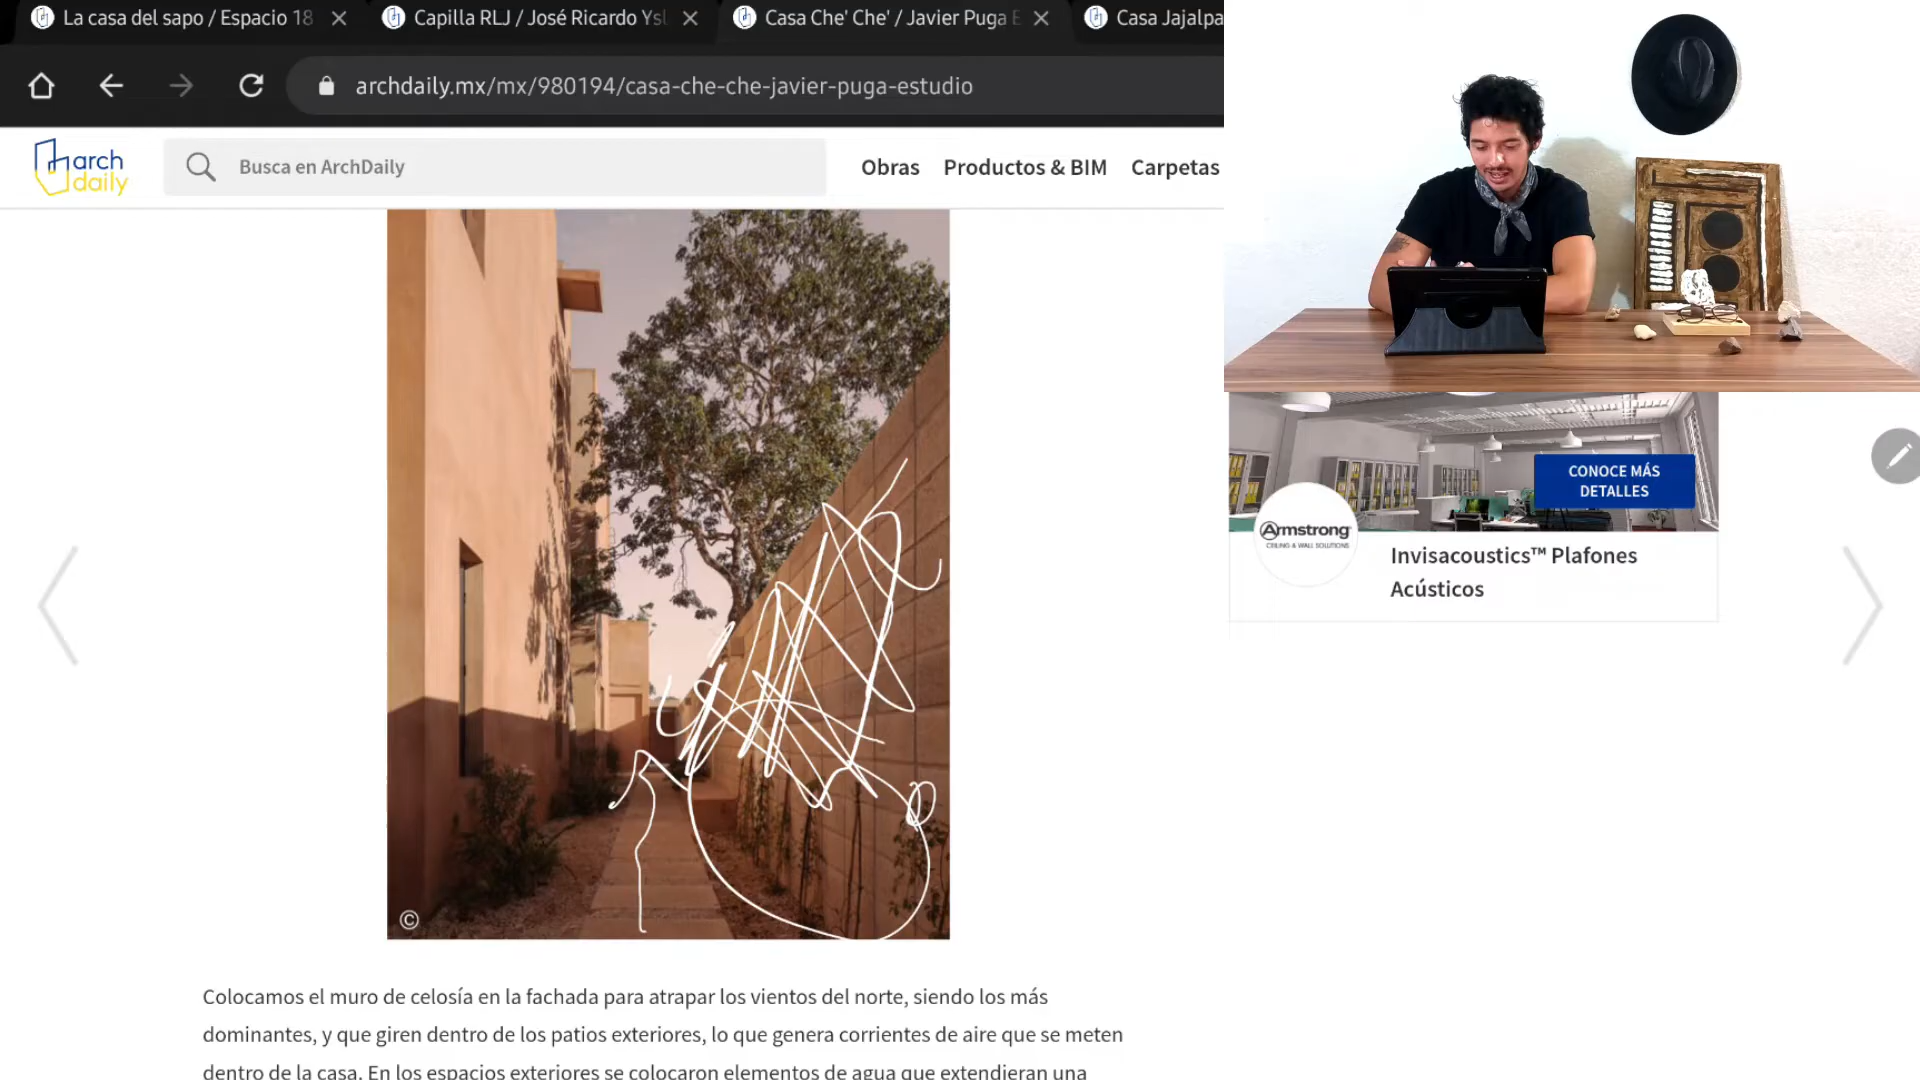 La casa del sapo / Espacio 18
Capilla RLJ / José Ricardo Ysl
Casa Che' Che' / Javier Puga E
Casa Jajalpa
archdaily.mx/mx/980194/casa-che-che-javier-puga-estudio
arch
daily
Busca en ArchDaily
Obras
Productos & BIM
Carpetas
CONOCE MÁS
DETALLES
Armstrong
CEILING & WALL SOLUTIONS
Invisacoustics™ Plafones
Acústicos
©
Colocamos el muro de celosía en la fachada para atrapar los vientos del norte, siendo los más
dominantes, y que giren dentro de los patios exteriores, lo que genera corrientes de aire que se meten
dentro de la casa. En los espacios exteriores se colocaron elementos de agua que extendieran una